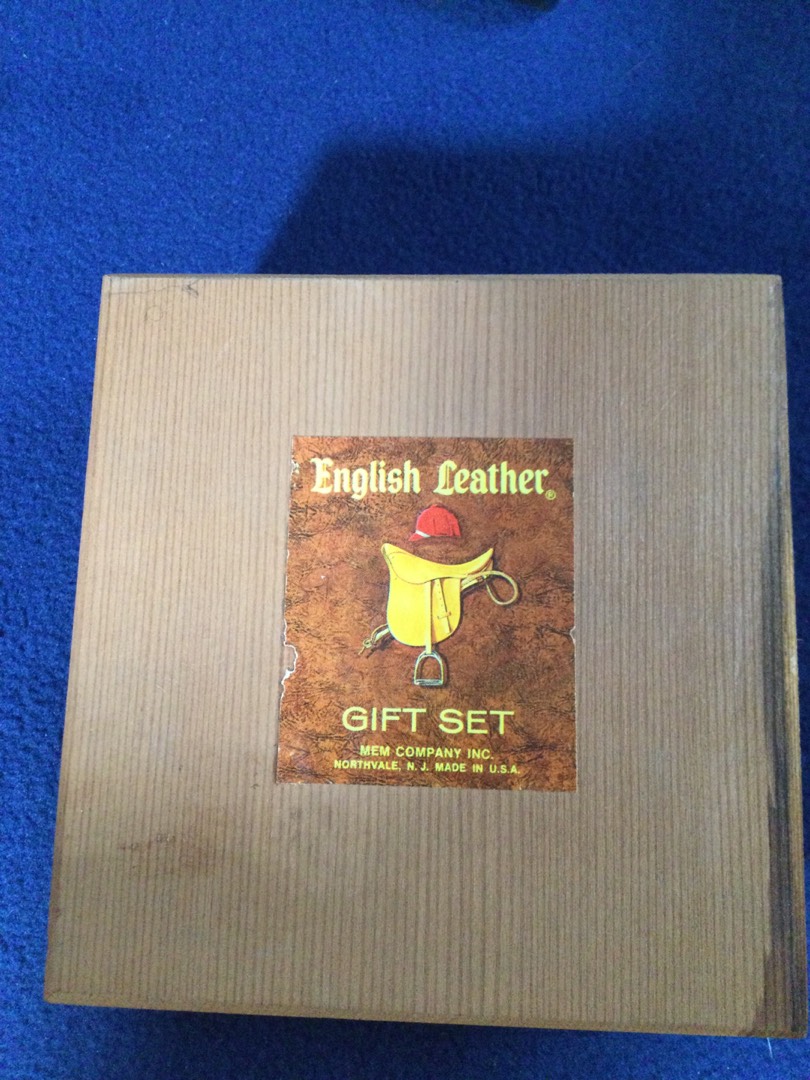 English Leather®
GIFT SET
MEM COMPANY INC.
NORTHVALE, N. J. MADE IN U.S.A.